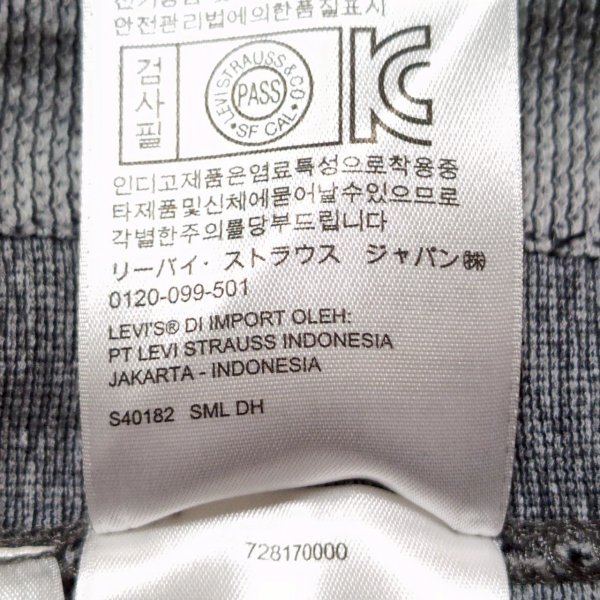 안전관리법에의한품질표시
검
사
필
LEVI STRAUSS & CO.
PASS
SF CAL
인디고제품은염료특성으로착용중
타제품및신체에묻어날수있으므로
각별한주의를당부드립니다
リーバイ・ストラウス ジャパン㈱
0120-099-501
LEVI'S® DI IMPORT OLEH:
PT LEVI STRAUSS INDONESIA
JAKARTA - INDONESIA
S40182 SML DH
728170000